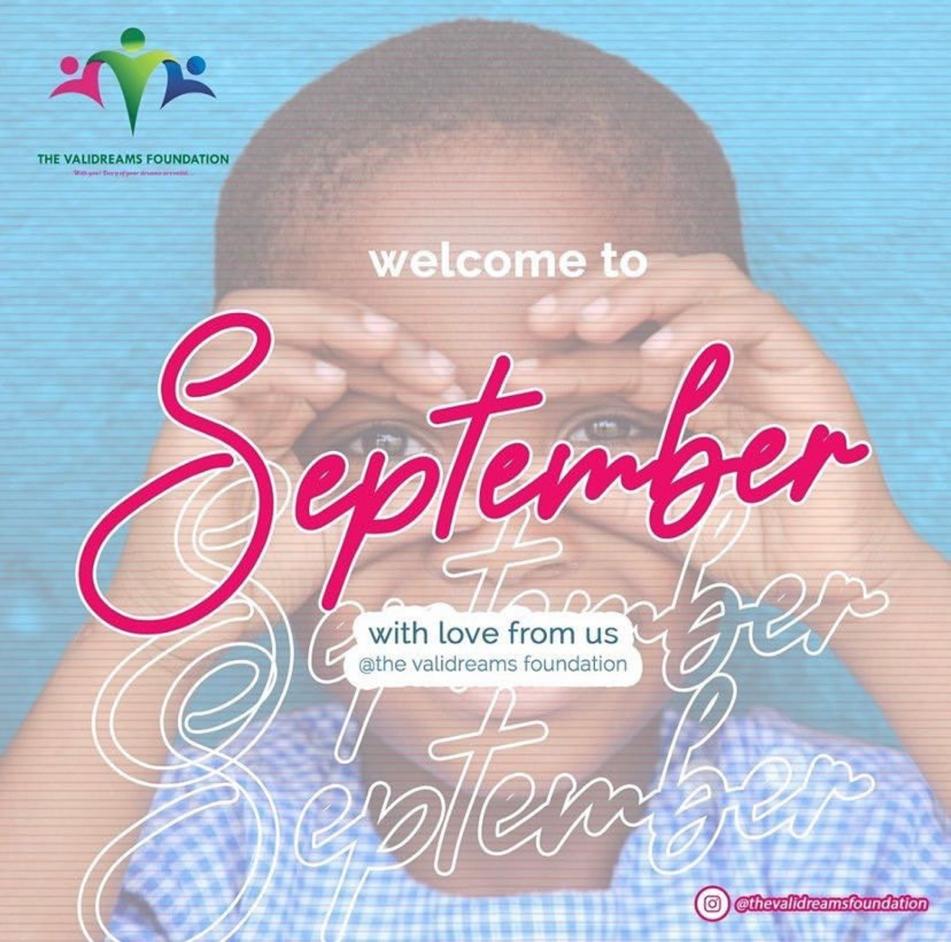 THE VALIDREAMS FOUNDATION
welcome to
September
September
with love from us
@the validreams foundation
September
@thevalidreamsfoundation